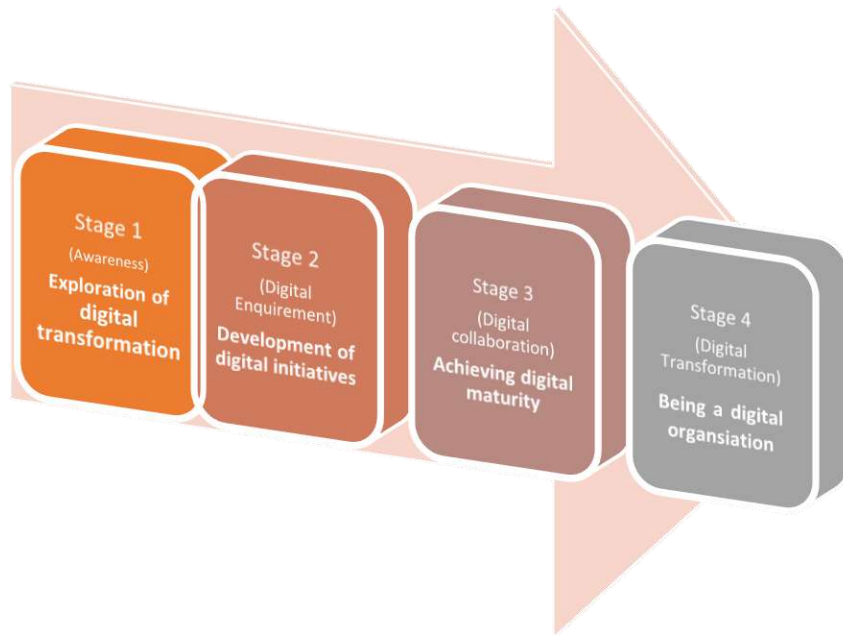 Stage 1
(Awareness)
Exploration of
digital
transformation
Stage 2
(Digital
Enquirement)
Development of
digital initiatives
Stage 3
(Digital
collaboration)
Achieving digital
maturity
Stage 4
(Digital
Transformation)
Being a digital
organsiation